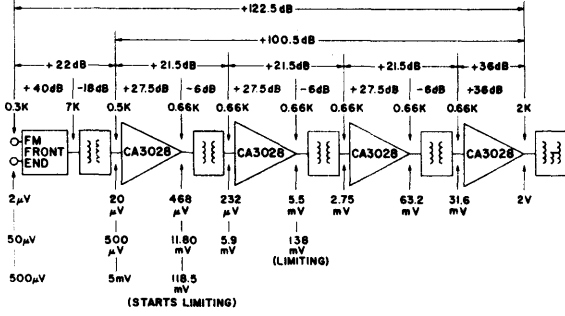 +122.5dB
+100.5dB
+22dB +21.5dB +21.5dB +21.5dB +36dB
+40dB -18dB +27.5dB -6dB +27.5dB -6dB +27.5dB -6dB +36dB
0.3K 7K 0.5K 0.66K 0.66K 0.66K 0.66K 0.66K 0.66K 2K
FM
FRONT
END
CA3028 CA3028 CA3028 CA3028
2μV 20 μV 468 μV 232 μV 5.5 mV 2.75 mV 63.2 mV 31.6 mV 2V
50μV 500 μV 11.80 mV 5.9 mV 138 mV
(LIMITING)
500μV 5mV 118.5 mV
(STARTS LIMITING)